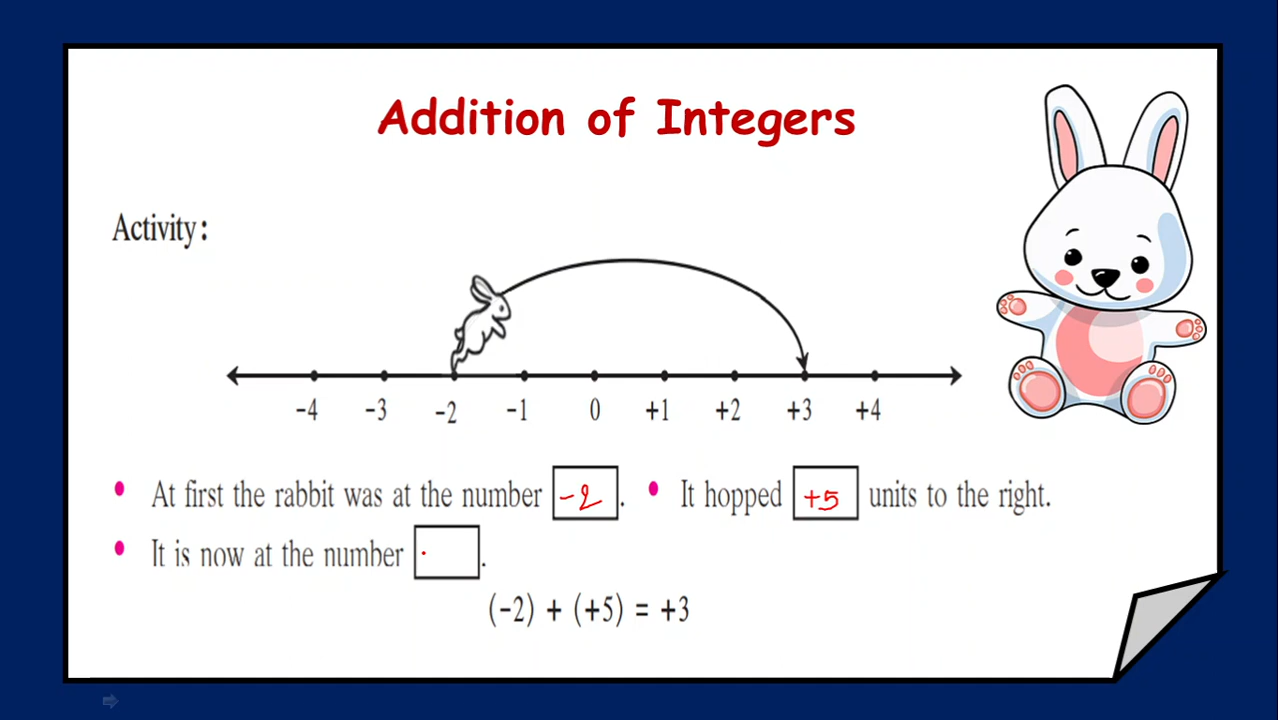 Addition of Integers
Activity:
-4 -3 -2 -1 0 +1 +2 +3 +4
• At first the rabbit was at the number -2. • It hopped +5 units to the right.
• It is now at the number .
(-2) + (+5) = +3